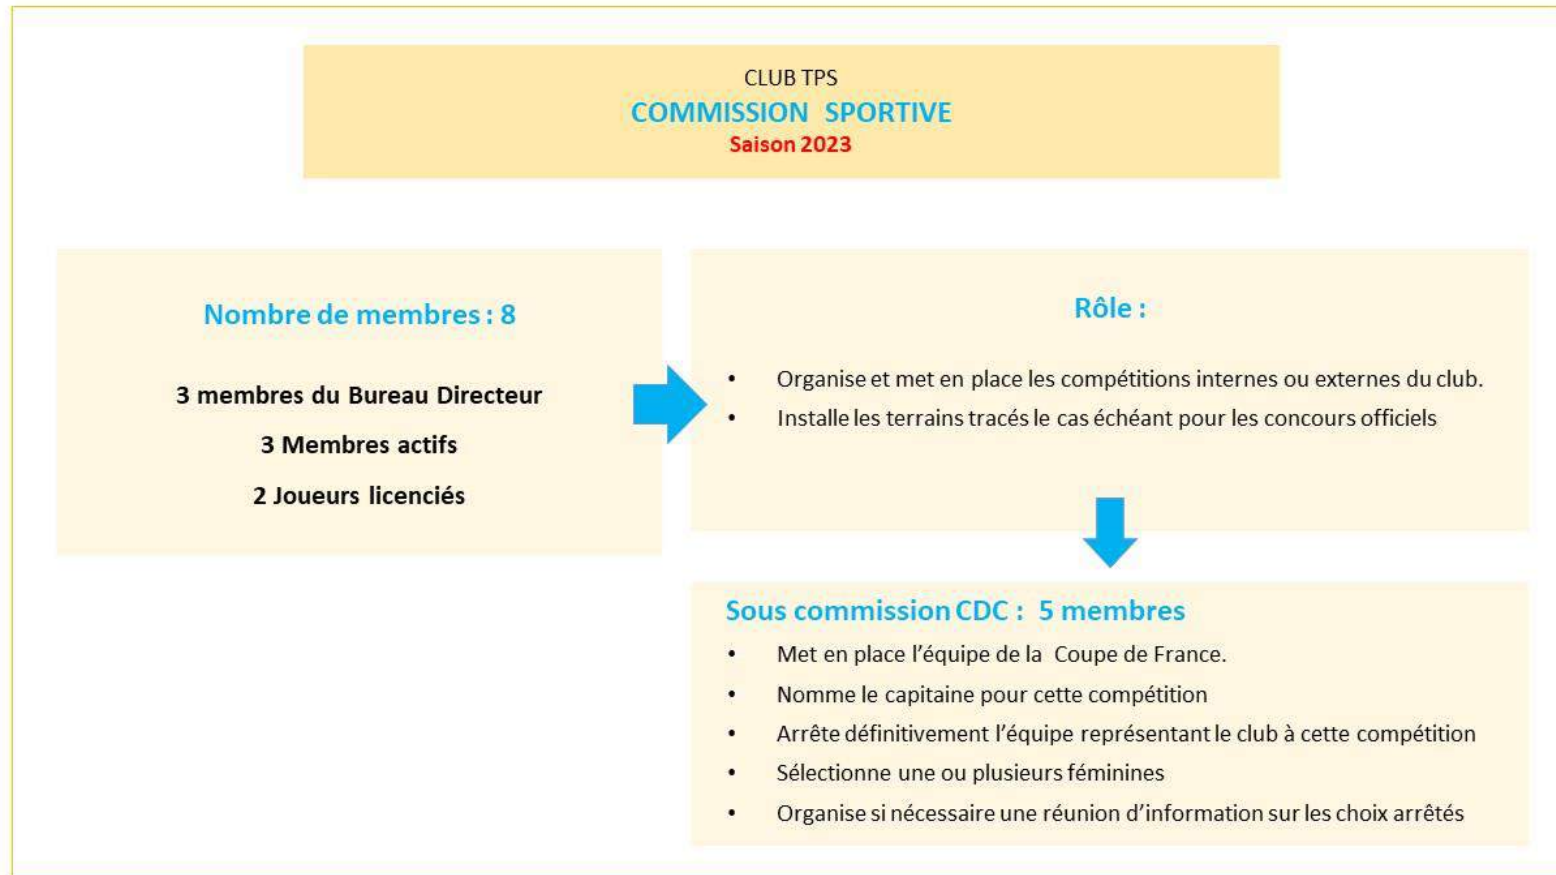 CLUB TPS
COMMISSION SPORTIVE
Saison 2023
Nombre de membres : 8
3 membres du Bureau Directeur
3 Membres actifs
2 Joueurs licenciés
Rôle :
• Organise et met en place les compétitions internes ou externes du club.
• Installe les terrains tracés le cas échéant pour les concours officiels
Sous commission CDC : 5 membres
• Met en place l’équipe de la Coupe de France.
• Nomme le capitaine pour cette compétition
• Arrête définitivement l’équipe représentant le club à cette compétition
• Sélectionne une ou plusieurs féminines
• Organise si nécessaire une réunion d’information sur les choix arrêtés